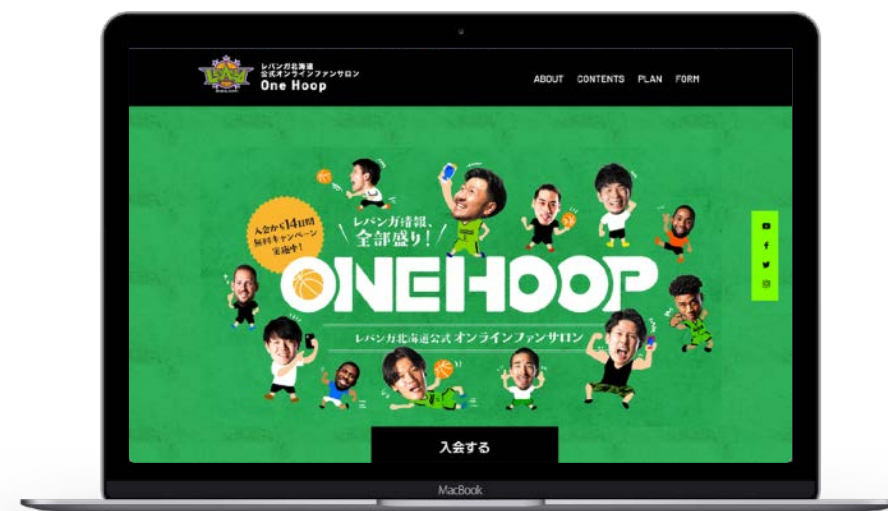 レバンガ北海道
公式オンラインファンサロン
One Hoop
ABOUT CONTENTS PLAN FORM
入会から14日間
無料キャンペーン
実施中!
レバンガ情報、
全部盛り!
ONEHOOP
レバンガ北海道公式オンラインファンサロン
入会する
MacBook